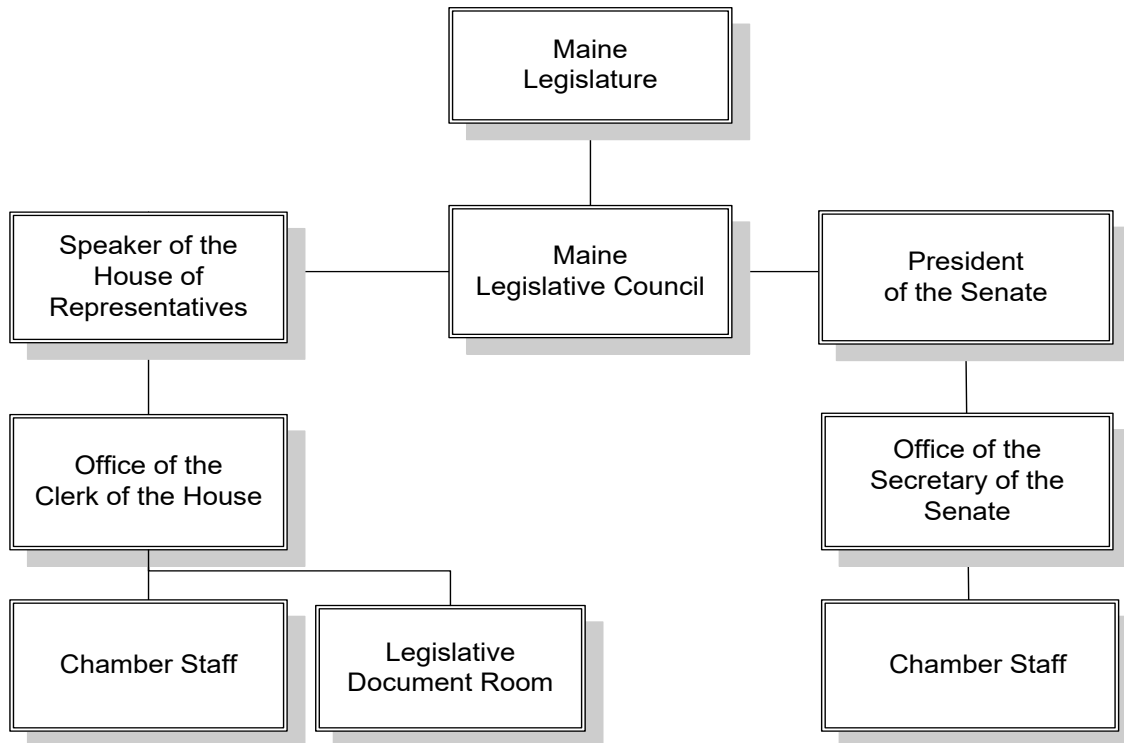 Maine
Legislature
Speaker of the
House of
Representatives
Maine
Legislative Council
President
of the Senate
Office of the
Clerk of the House
Office of the
Secretary of the
Senate
Chamber Staff
Legislative
Document Room
Chamber Staff